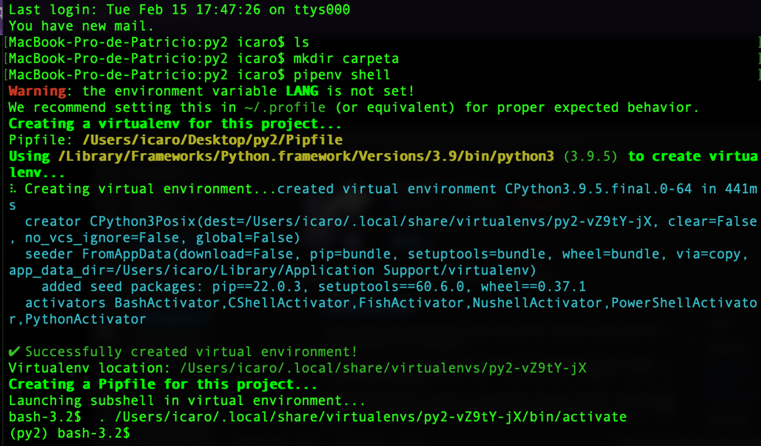 Last login: Tue Feb 15 17:47:26 on ttys000
You have new mail.
[MacBook-Pro-de-Patricio:py2 icaro$ ls ]
[MacBook-Pro-de-Patricio:py2 icaro$ mkdir carpeta ]
[MacBook-Pro-de-Patricio:py2 icaro$ pipenv shell ]
Warning: the environment variable LANG is not set!
We recommend setting this in ~/.profile (or equivalent) for proper expected behavior.
Creating a virtualenv for this project...
Pipfile: /Users/icaro/Desktop/py2/Pipfile
Using /Library/Frameworks/Python.framework/Versions/3.9/bin/python3 (3.9.5) to create virtua
lenv...
⠸ Creating virtual environment...created virtual environment CPython3.9.5.final.0-64 in 441m
s
  creator CPython3Posix(dest=/Users/icaro/.local/share/virtualenvs/py2-vZ9tY-jX, clear=False
, no_vcs_ignore=False, global=False)
  seeder FromAppData(download=False, pip=bundle, setuptools=bundle, wheel=bundle, via=copy, 
app_data_dir=/Users/icaro/Library/Application Support/virtualenv)
    added seed packages: pip==22.0.3, setuptools==60.6.0, wheel==0.37.1
  activators BashActivator,CShellActivator,FishActivator,NushellActivator,PowerShellActivato
r,PythonActivator

✔ Successfully created virtual environment!
Virtualenv location: /Users/icaro/.local/share/virtualenvs/py2-vZ9tY-jX
Creating a Pipfile for this project...
Launching subshell in virtual environment...
bash-3.2$  . /Users/icaro/.local/share/virtualenvs/py2-vZ9tY-jX/bin/activate
(py2) bash-3.2$